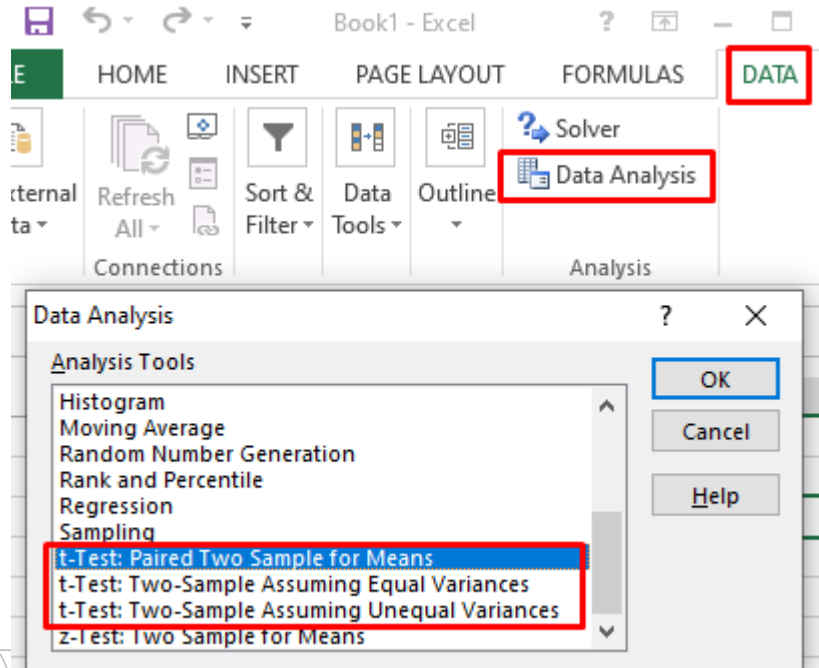 Book1 - Excel ?
E HOME INSERT PAGE LAYOUT FORMULAS DATA
xternal
ta
Refresh
All
Sort &
Filter
Data
Tools
Outline
Solver
Data Analysis
Connections
Analysis
Data Analysis ?
Analysis Tools
Histogram
Moving Average
Random Number Generation
Rank and Percentile
Regression
Sampling
t-Test: Paired Two Sample for Means
t-Test: Two-Sample Assuming Equal Variances
t-Test: Two-Sample Assuming Unequal Variances
z-Test: Two Sample for Means
OK
Cancel
Help